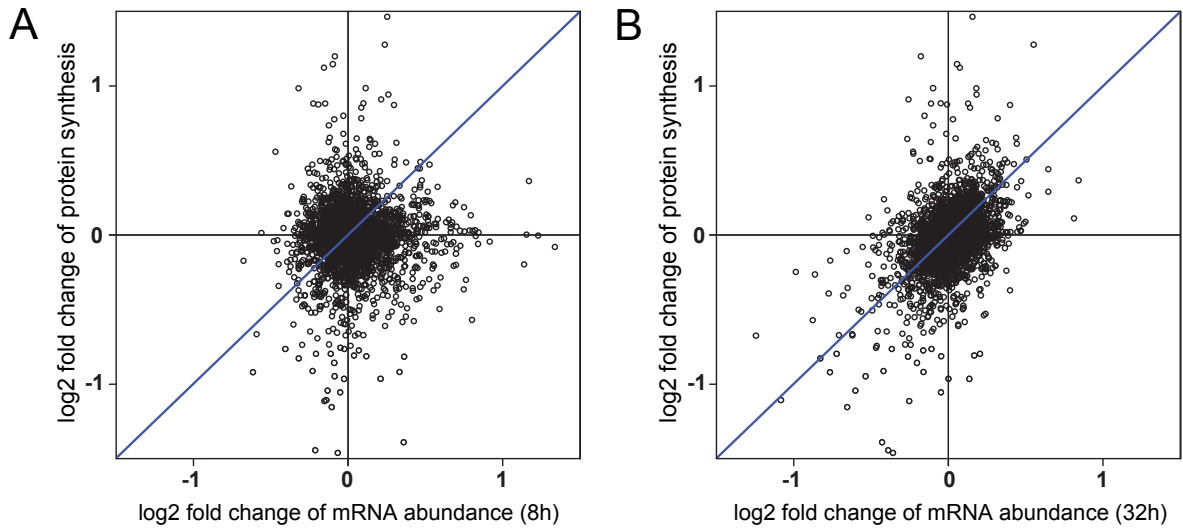 A
log2 fold change of protein synthesis
1
0
-1
-1
0
1
log2 fold change of mRNA abundance (8h)
B
log2 fold change of protein synthesis
1
0
-1
-1
0
1
log2 fold change of mRNA abundance (32h)